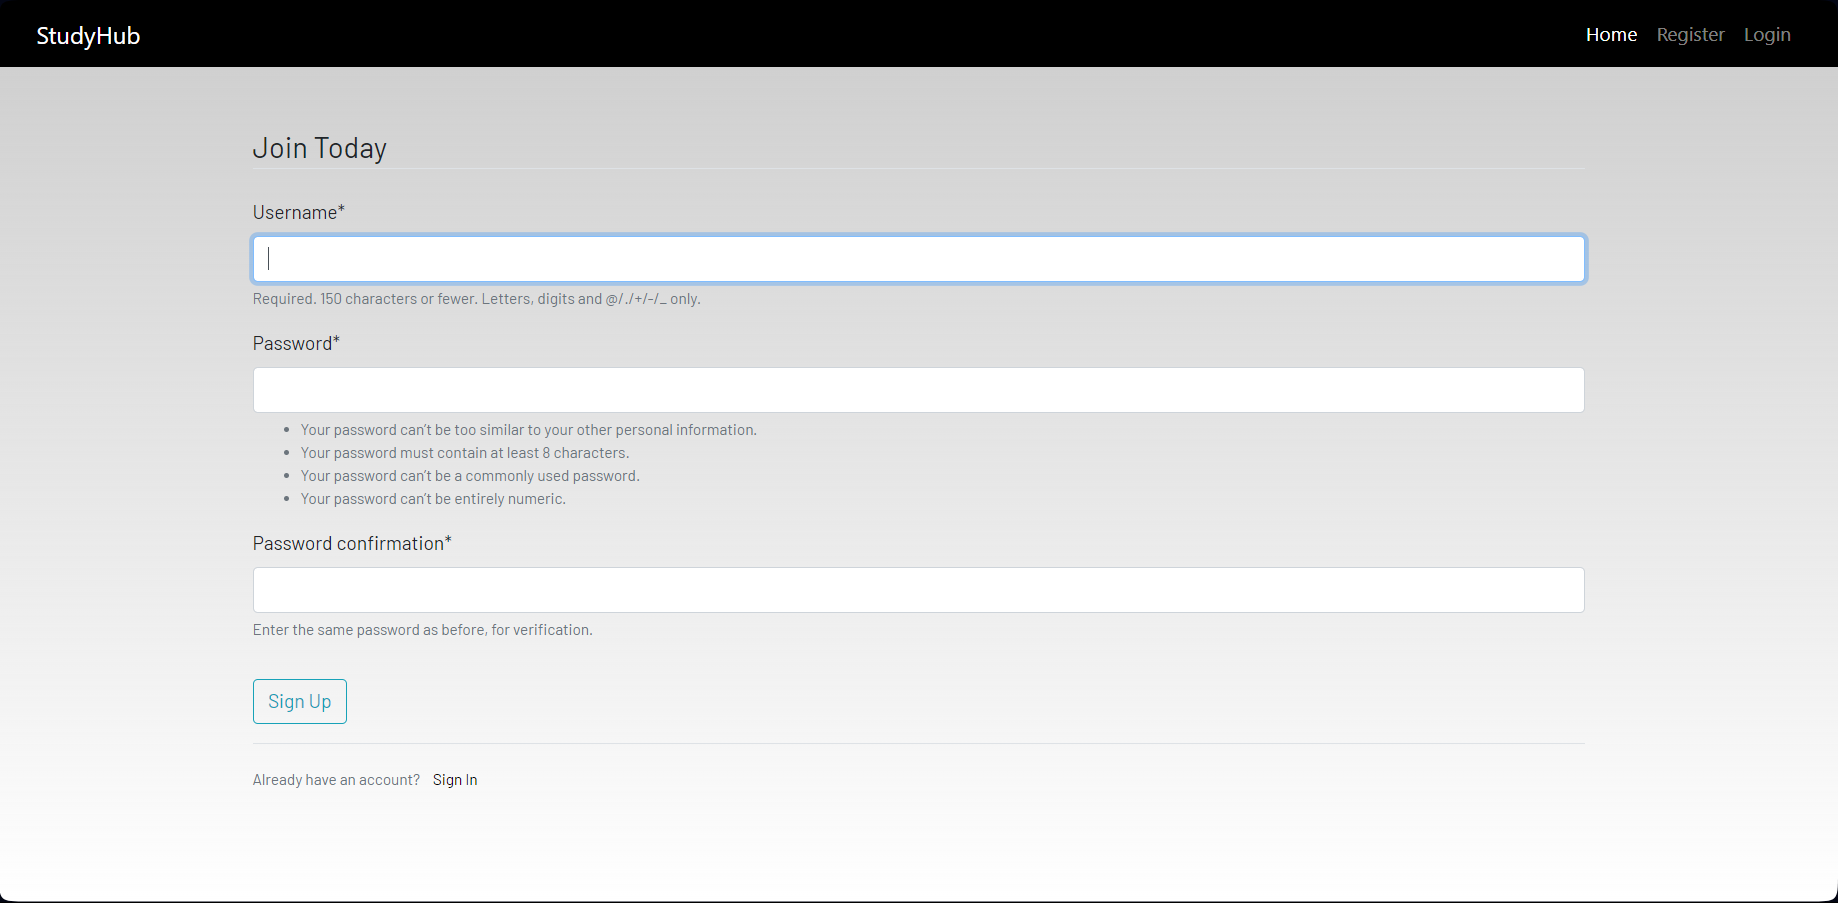 StudyHub
Home Register Login
Join Today
Username*
Required. 150 characters or fewer. Letters, digits and @/./+/-/_ only.
Password*
Your password can’t be too similar to your other personal information.
Your password must contain at least 8 characters.
Your password can’t be a commonly used password.
Your password can’t be entirely numeric.
Password confirmation*
Enter the same password as before, for verification.
Sign Up
Already have an account? Sign In